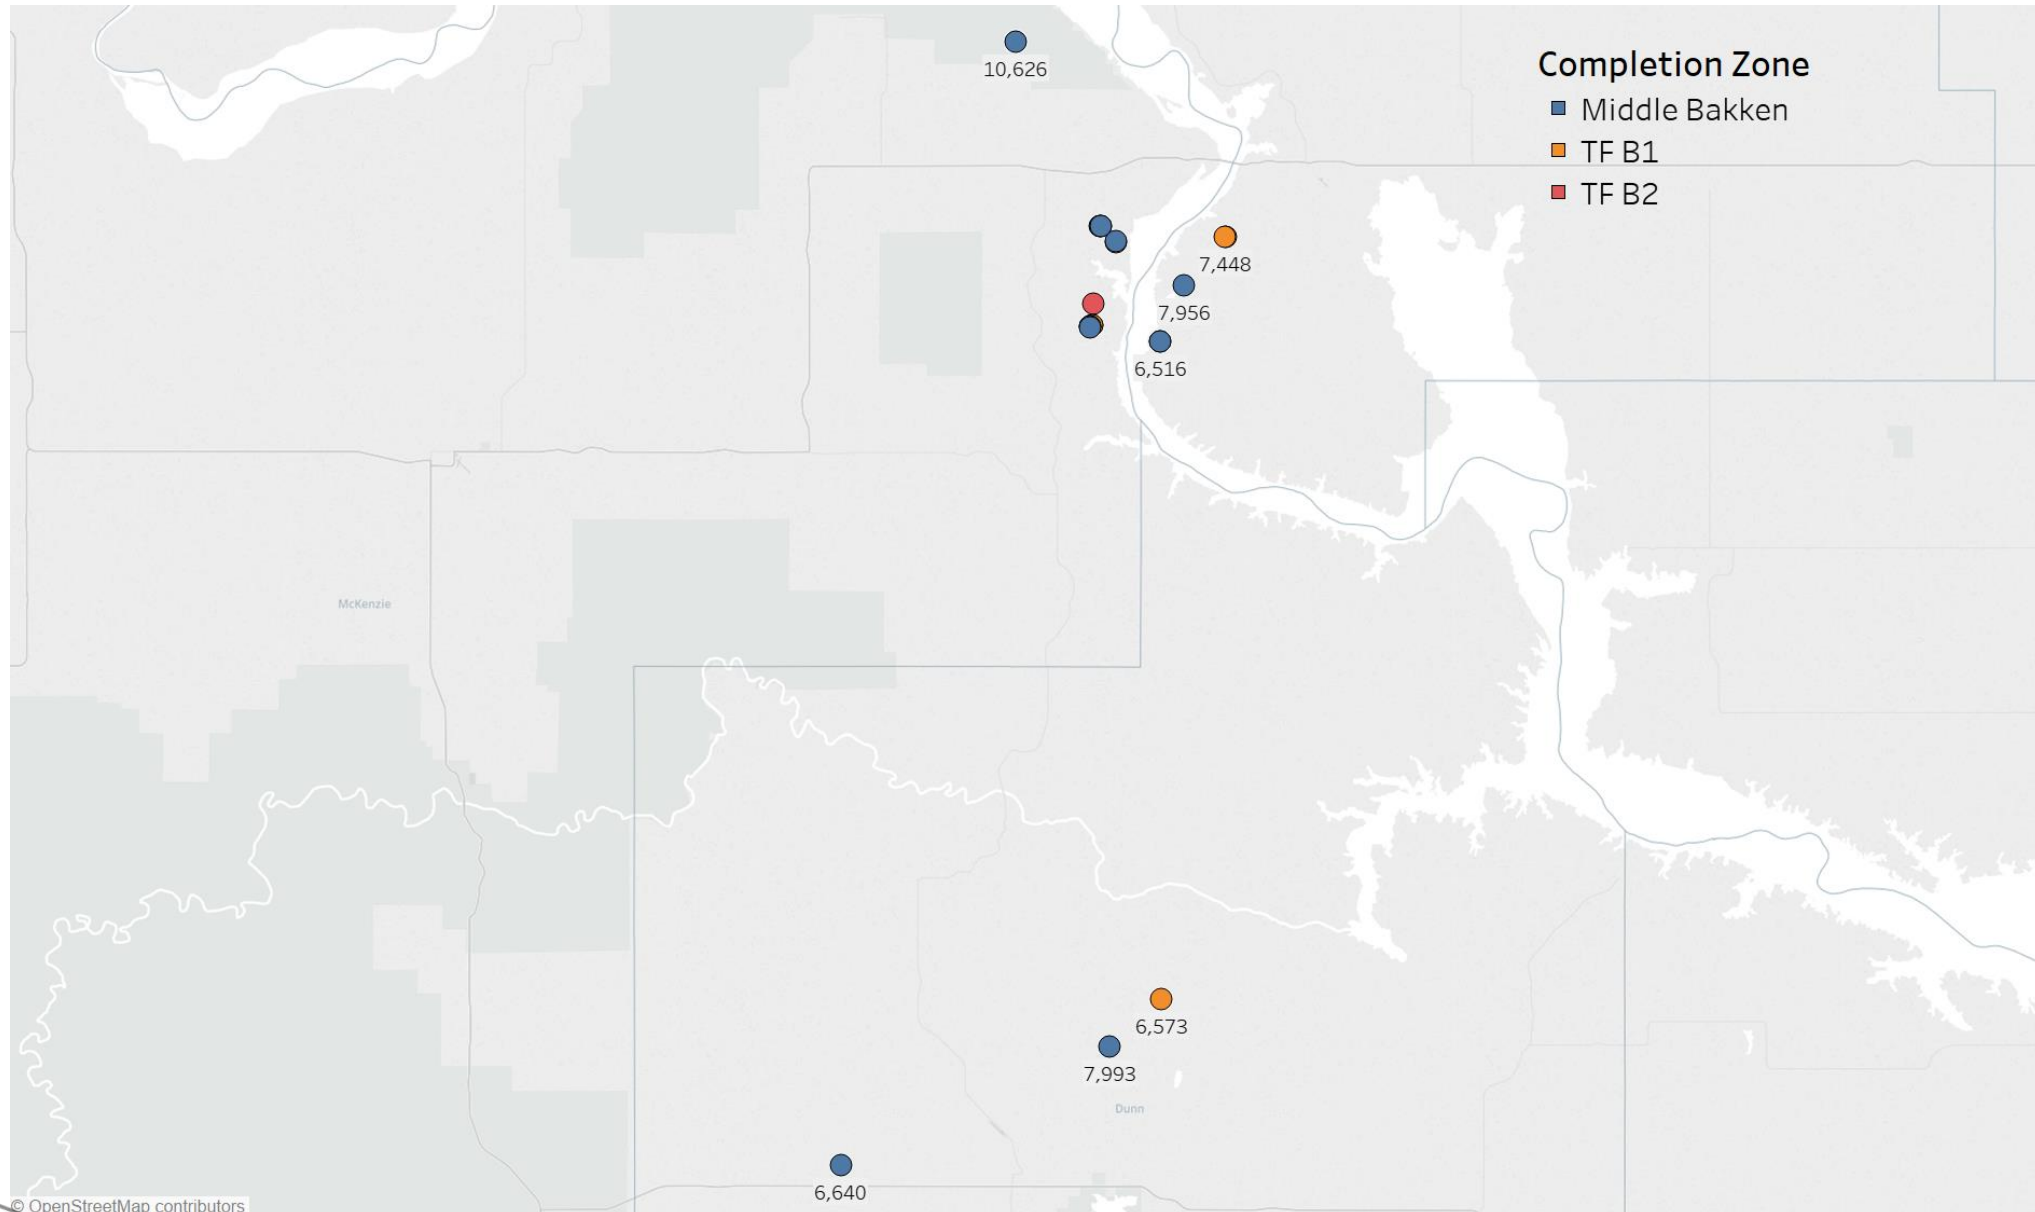 10,626
Completion Zone
Middle Bakken
TF B1
TF B2
7,448
7,956
6,516
McKenzie
6,573
7,993
Dunn
6,640
© OpenStreetMap contributors